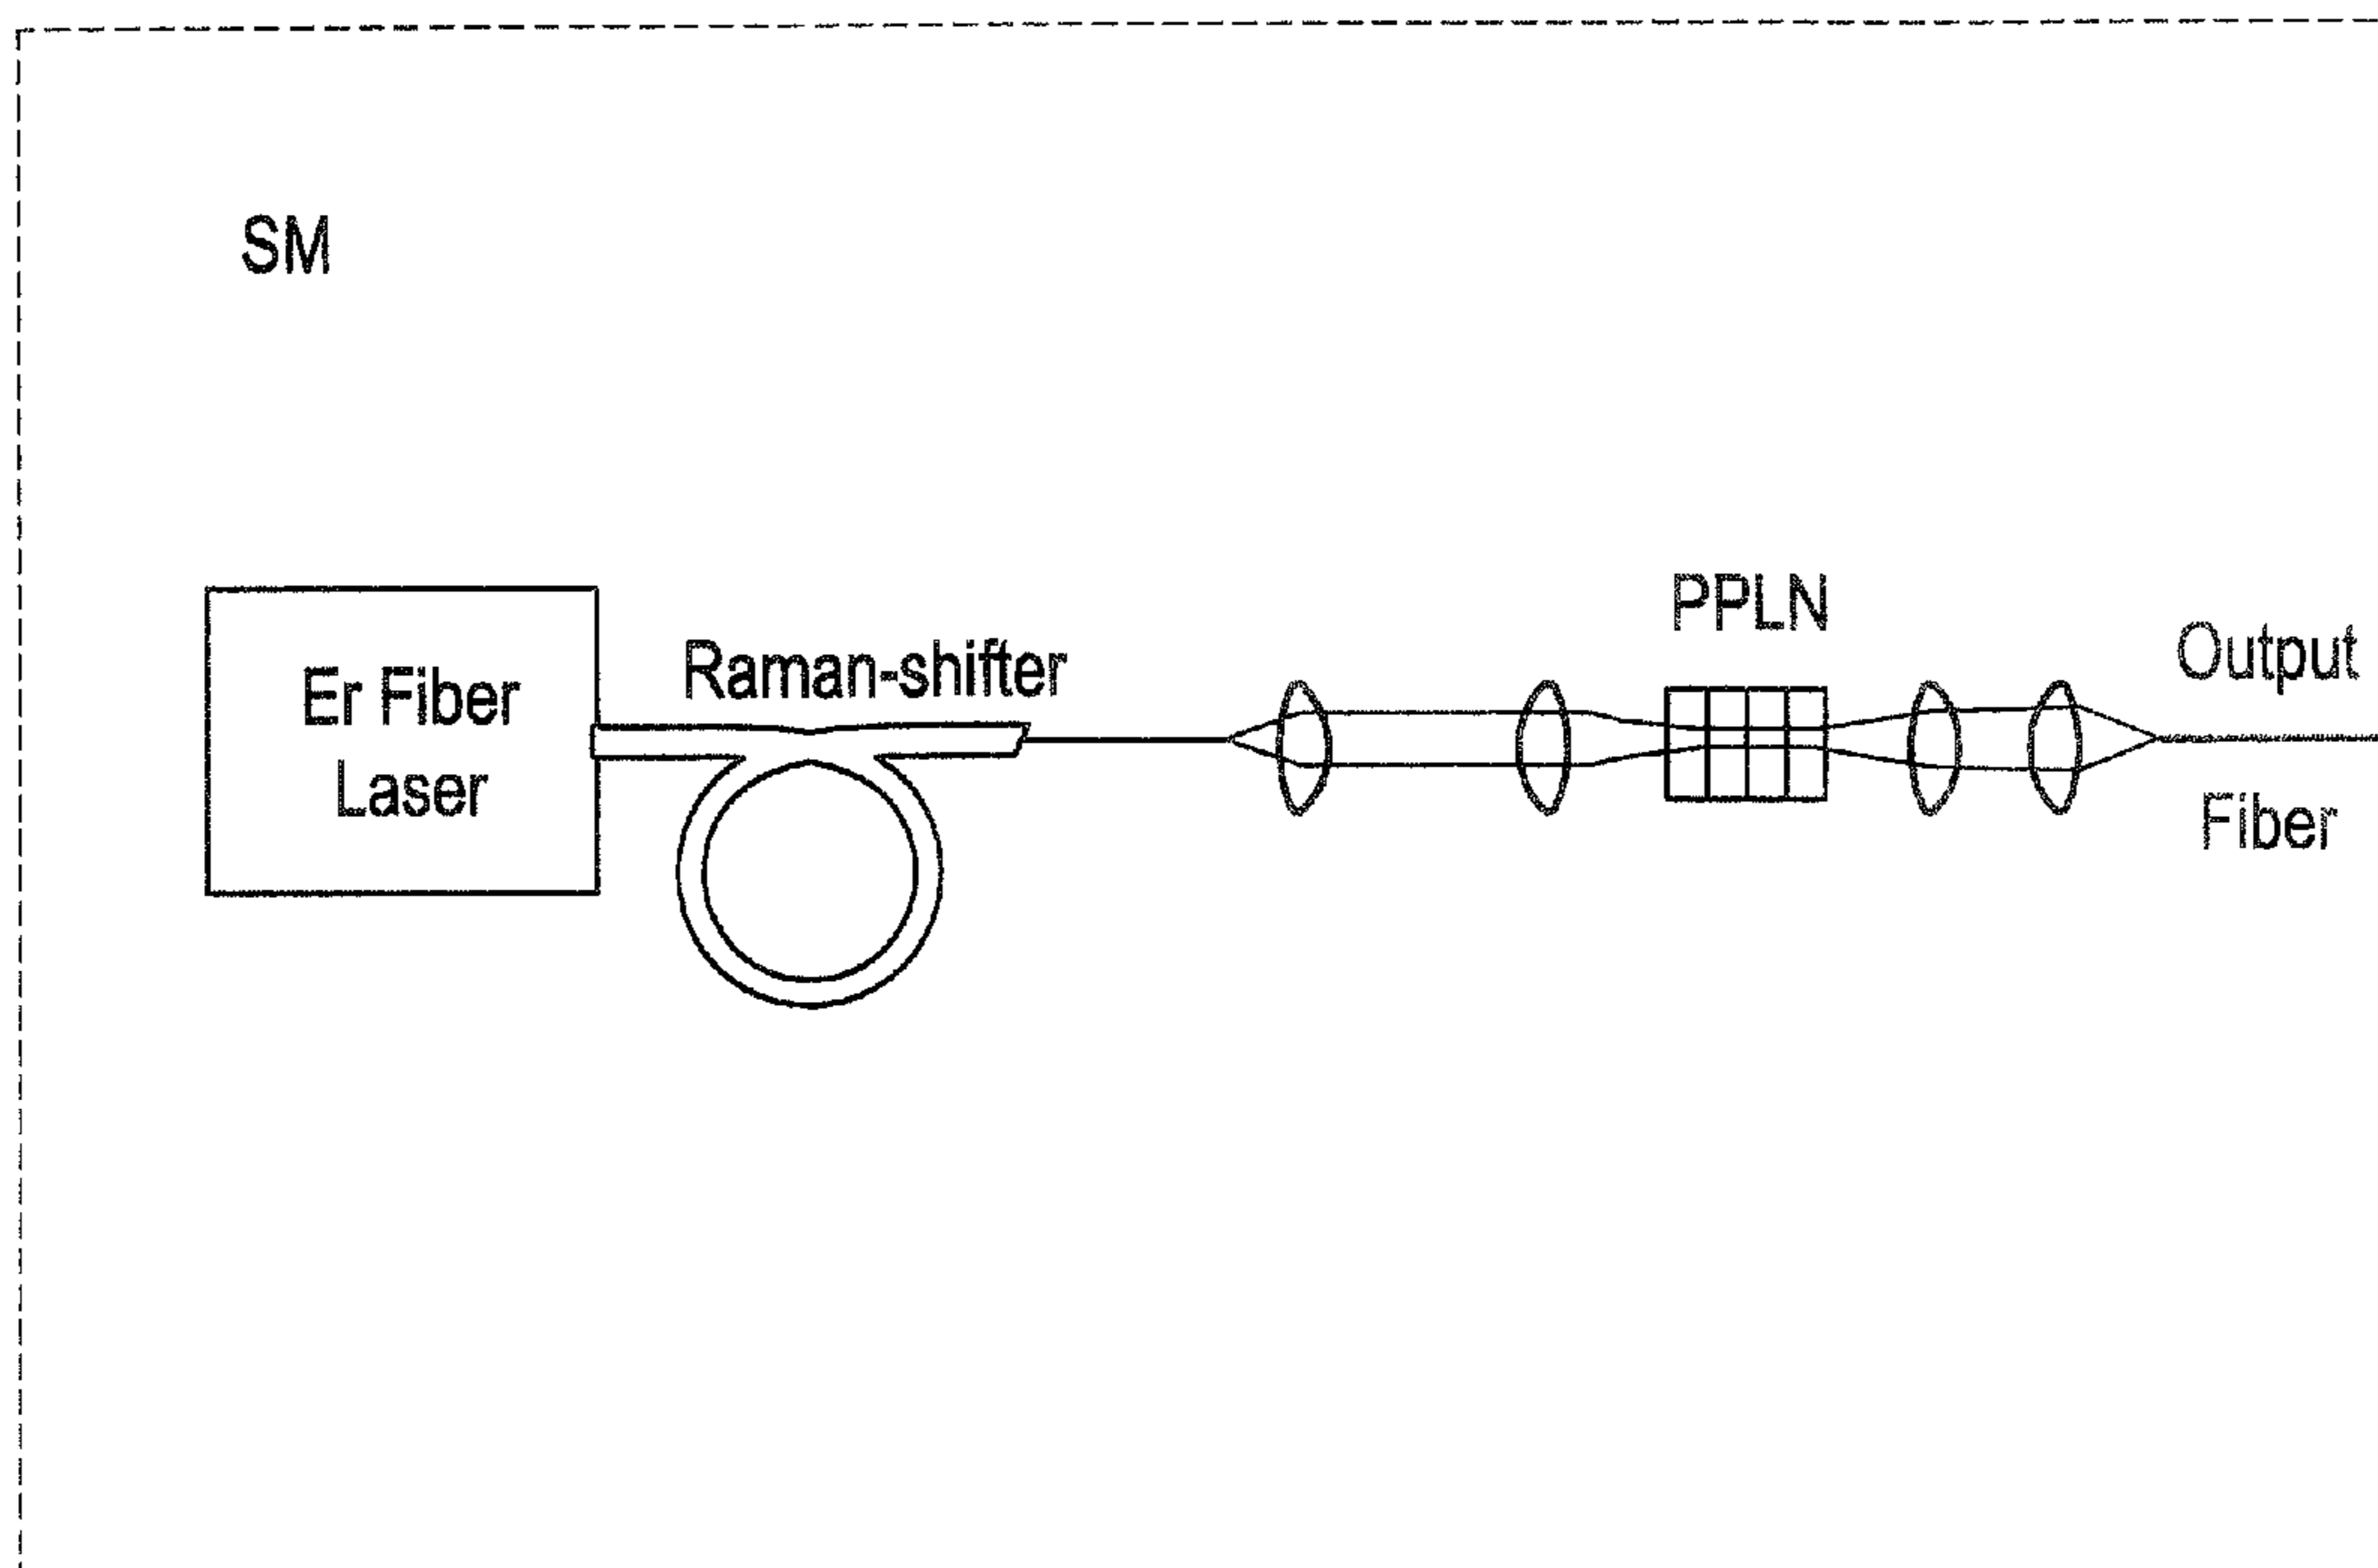 SM
Er Fiber
Laser
Raman-shifter
PPLN
Output
Fiber